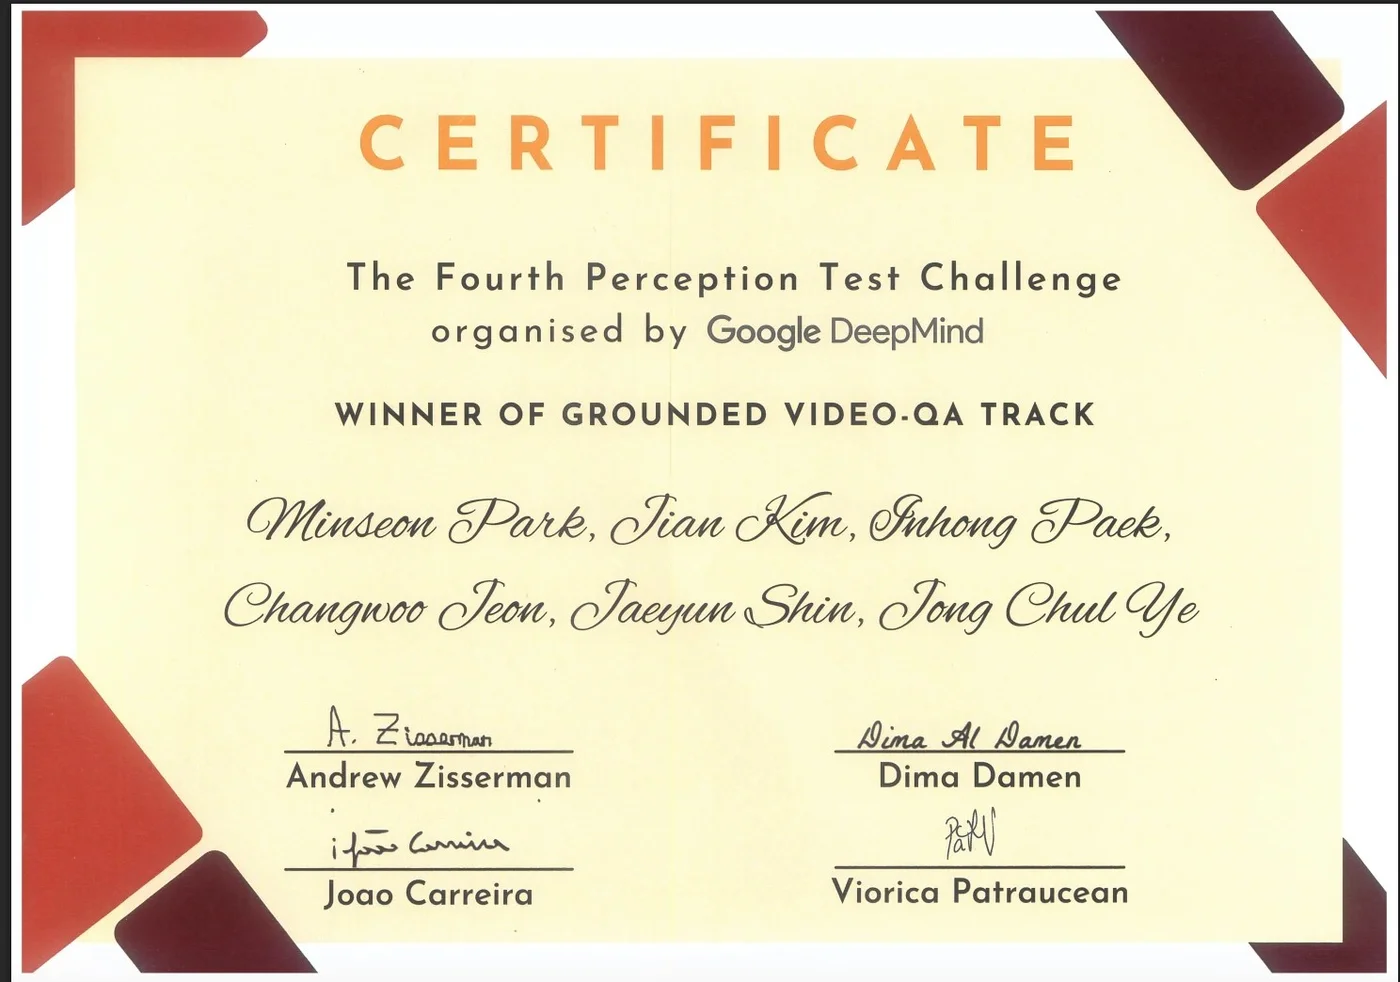 CERTIFICATE
The Fourth Perception Test Challenge
organised by Google DeepMind
WINNER OF GROUNDED VIDEO-QA TRACK
Minseon Park, Jian Kim, Inhong Paek,
Changwoo Jeon, Jaeyun Shin, Jong Chul Ye
A. Zisserman
Andrew Zisserman
Dima Al Damen
Dima Damen
João Carreira
Joao Carreira
Viorica Patraucean